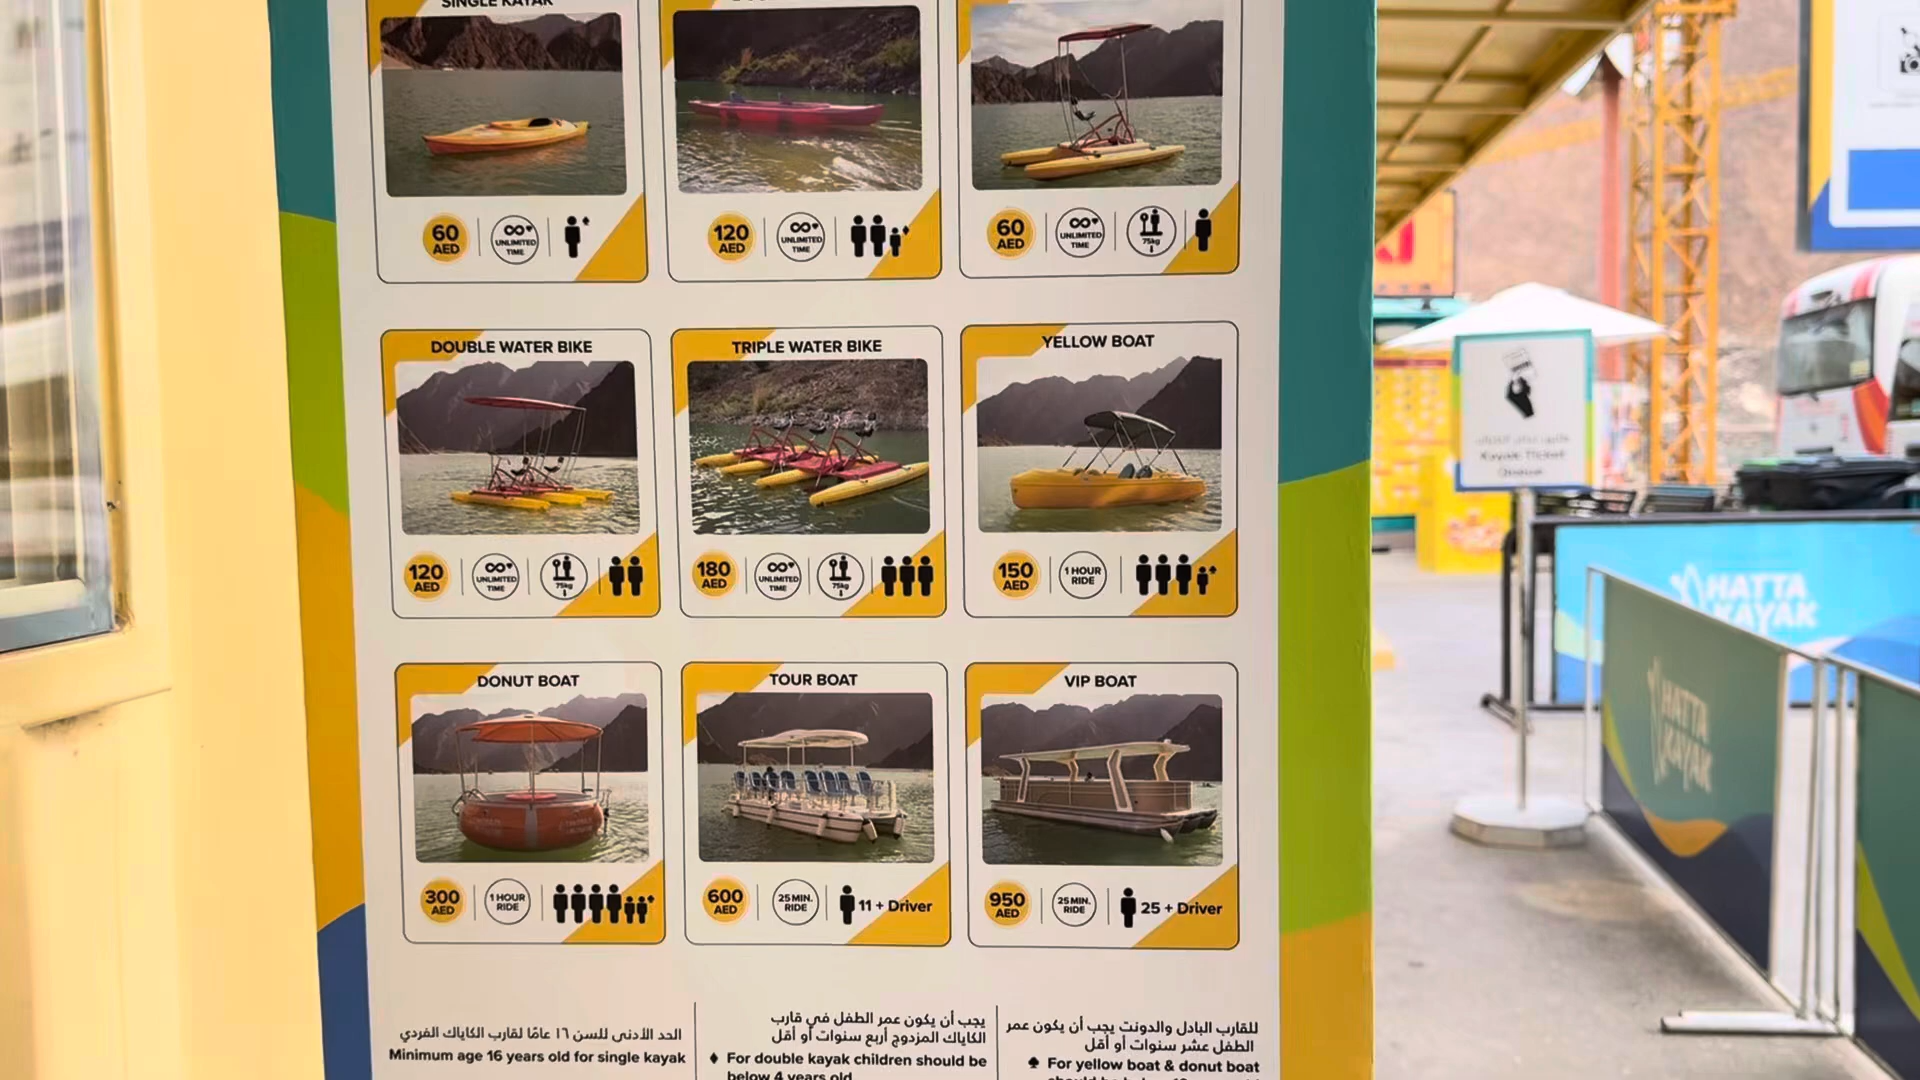 SINGLE KAYAK
60
AED
UNLIMITED
TIME
120
AED
UNLIMITED
TIME
60
AED
UNLIMITED
TIME
75kg
DOUBLE WATER BIKE
120
AED
UNLIMITED
TIME
75kg
TRIPLE WATER BIKE
180
AED
UNLIMITED
TIME
75kg
YELLOW BOAT
150
AED
1 HOUR
RIDE
DONUT BOAT
300
AED
1 HOUR
RIDE
TOUR BOAT
600
AED
25 MIN.
RIDE
11 + Driver
VIP BOAT
950
AED
25 MIN.
RIDE
25 + Driver
الحد الأدنى للسن ١٦ عامًا لقارب الكاياك الفردي
Minimum age 16 years old for single kayak
يجب أن يكون عمر الطفل في قارب
الكاياك المزدوج أربع سنوات أو أقل
♦ For double kayak children should be
below 4 years old
للقارب البادل والدونت يجب أن يكون عمر
الطفل عشر سنوات أو أقل
♠ For yellow boat & donut boat
Kayak Ticket
Queue
HATTA
KAYAK
HATTA
KAYAK